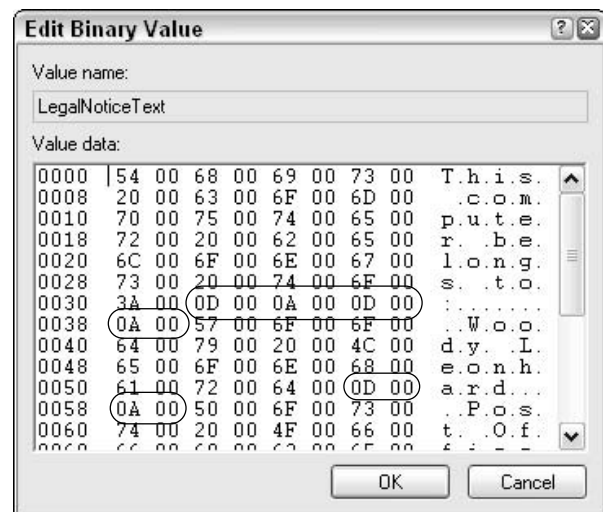 Edit Binary Value
Value name:
LegalNoticeText
Value data:
0000 54 00 68 00 69 00 73 00 T.h.i.s.
0008 20 00 63 00 6F 00 6D 00 .c.o.m.
0010 70 00 75 00 74 00 65 00 p.u.t.e.
0018 72 00 20 00 62 00 65 00 r. .b.e.
0020 6C 00 6F 00 6E 00 67 00 l.o.n.g.
0028 73 00 20 00 74 00 6F 00 s. .t.o.
0030 3A 00 0D 00 0A 00 0D 00 :.......
0038 0A 00 57 00 6F 00 6F 00 ..W.o.o.
0040 64 00 79 00 20 00 4C 00 d.y. .L.
0048 65 00 6F 00 6E 00 68 00 e.o.n.h.
0050 61 00 72 00 64 00 0D 00 a.r.d...
0058 0A 00 50 00 6F 00 73 00 ..P.o.s.
0060 74 00 20 00 4F 00 66 00 t. .O.f.
OK Cancel